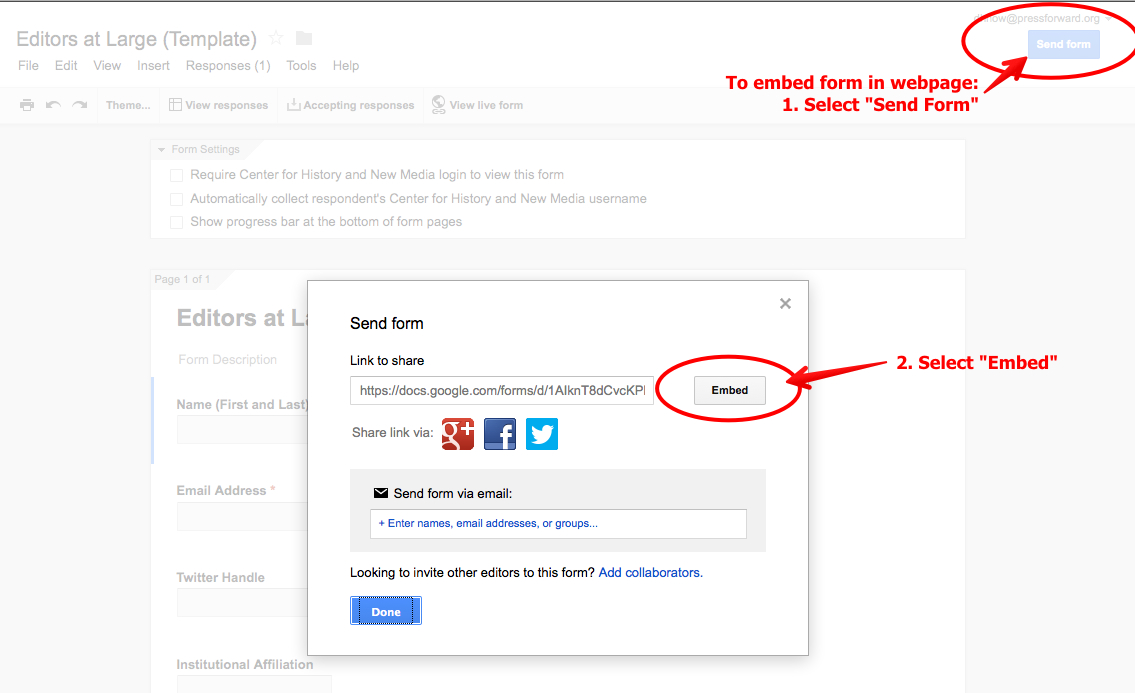 now@pressforward.org
Editors at Large (Template)
Send form
File Edit View Insert Responses (1) Tools Help
To embed form in webpage:
1. Select "Send Form"
Theme... View responses Accepting responses View live form
Form Settings
Require Center for History and New Media login to view this form
Automatically collect respondent's Center for History and New Media username
Show progress bar at the bottom of form pages
Page 1 of 1
Editors at La
Send form
Form Description
Link to share
2. Select "Embed"
https://docs.google.com/forms/d/1AlknT8dCvcKP
Embed
Name (First and Last)
Share link via: g+ f
Email Address *
Send form via email:
+ Enter names, email addresses, or groups...
Looking to invite other editors to this form? Add collaborators.
Twitter Handle
Done
Institutional Affiliation